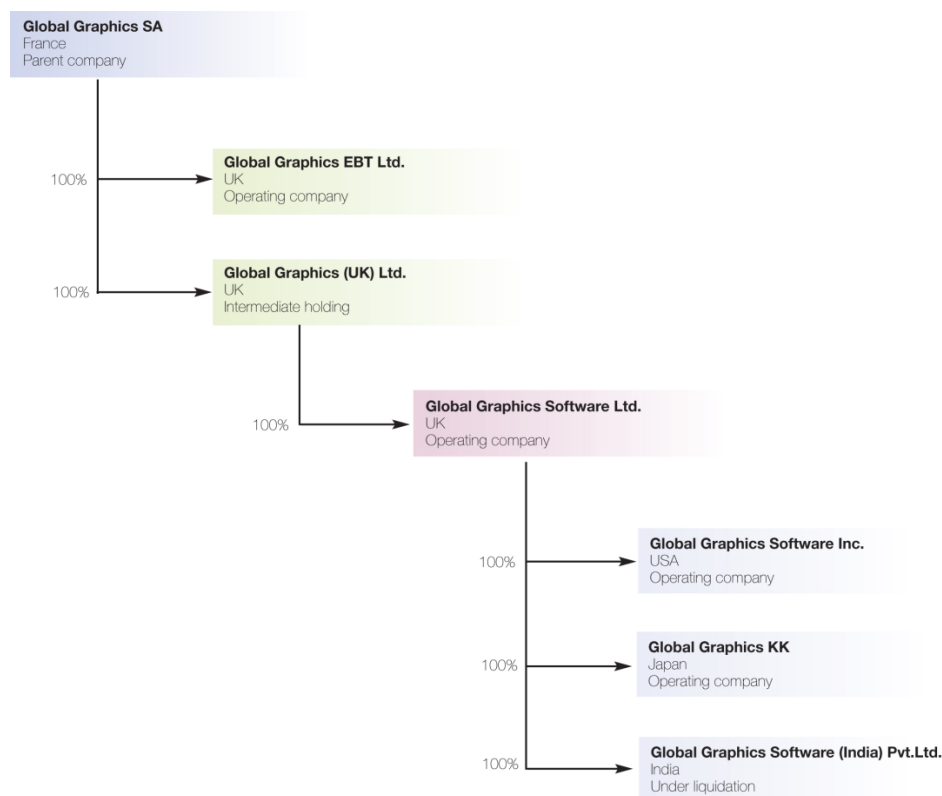 Global Graphics SA
France
Parent company
100%
Global Graphics EBT Ltd.
UK
Operating company
100%
Global Graphics (UK) Ltd.
UK
Intermediate holding
100%
Global Graphics Software Ltd.
UK
Operating company
100%
Global Graphics Software Inc.
USA
Operating company
100%
Global Graphics KK
Japan
Operating company
100%
Global Graphics Software (India) Pvt.Ltd.
India
Under liquidation